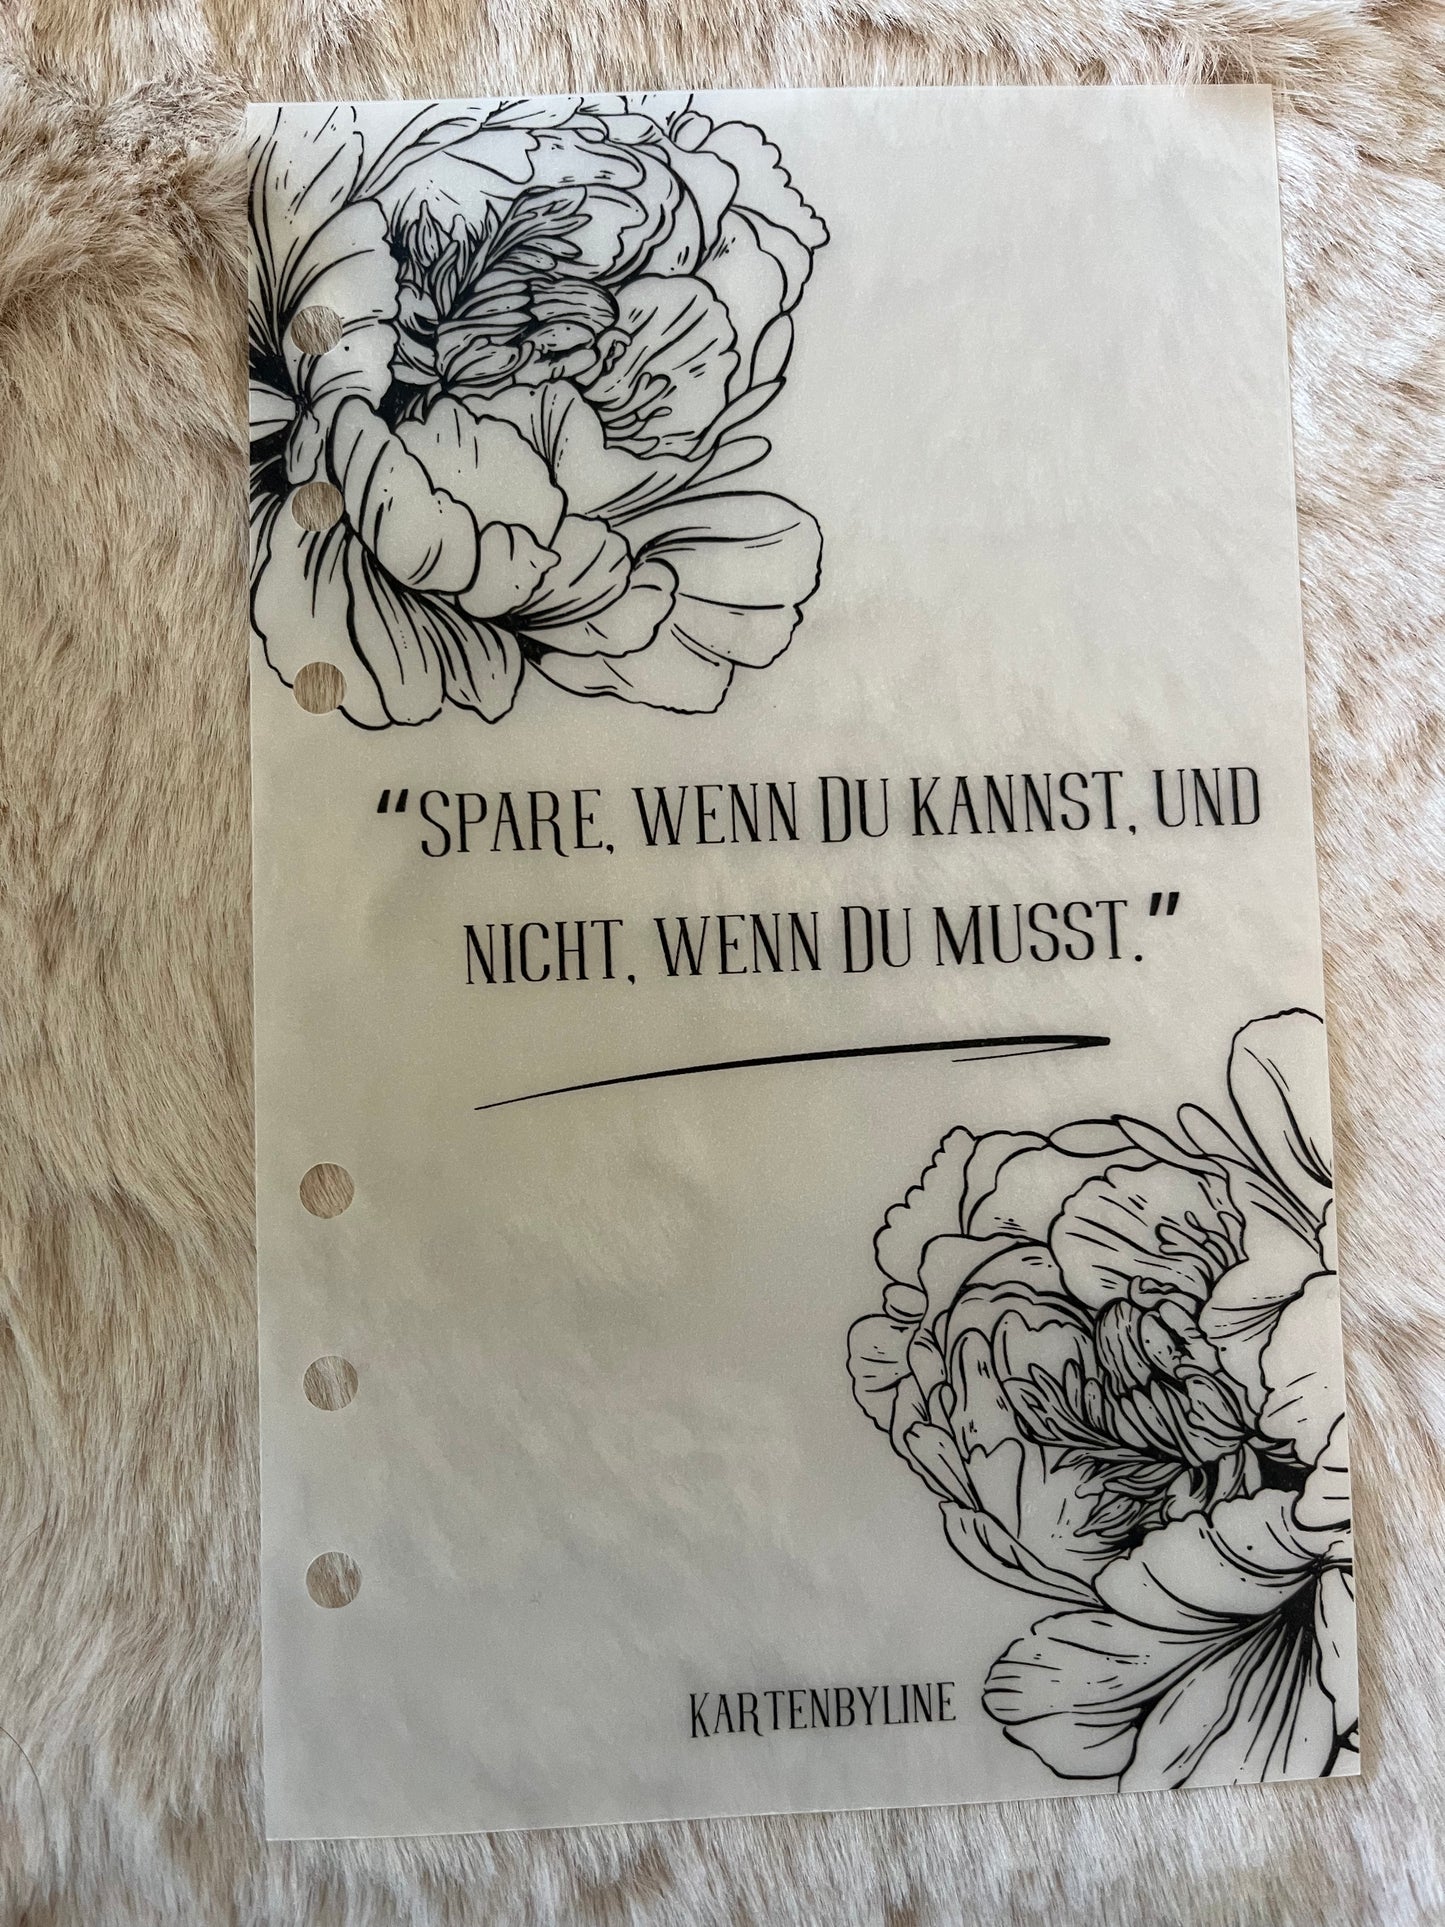 “SPARE, WENN DU KANNST, UND
NICHT, WENN DU MUSST.”
KARTENBYLINE